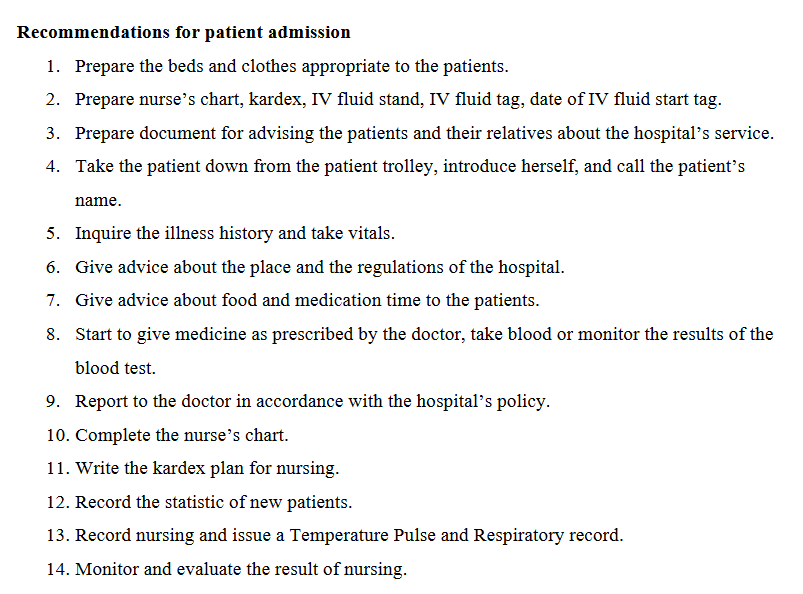 Recommendations for patient admission
1. Prepare the beds and clothes appropriate to the patients.
2. Prepare nurse’s chart, kardex, IV fluid stand, IV fluid tag, date of IV fluid start tag.
3. Prepare document for advising the patients and their relatives about the hospital’s service.
4. Take the patient down from the patient trolley, introduce herself, and call the patient’s
name.
5. Inquire the illness history and take vitals.
6. Give advice about the place and the regulations of the hospital.
7. Give advice about food and medication time to the patients.
8. Start to give medicine as prescribed by the doctor, take blood or monitor the results of the
blood test.
9. Report to the doctor in accordance with the hospital’s policy.
10. Complete the nurse’s chart.
11. Write the kardex plan for nursing.
12. Record the statistic of new patients.
13. Record nursing and issue a Temperature Pulse and Respiratory record.
14. Monitor and evaluate the result of nursing.